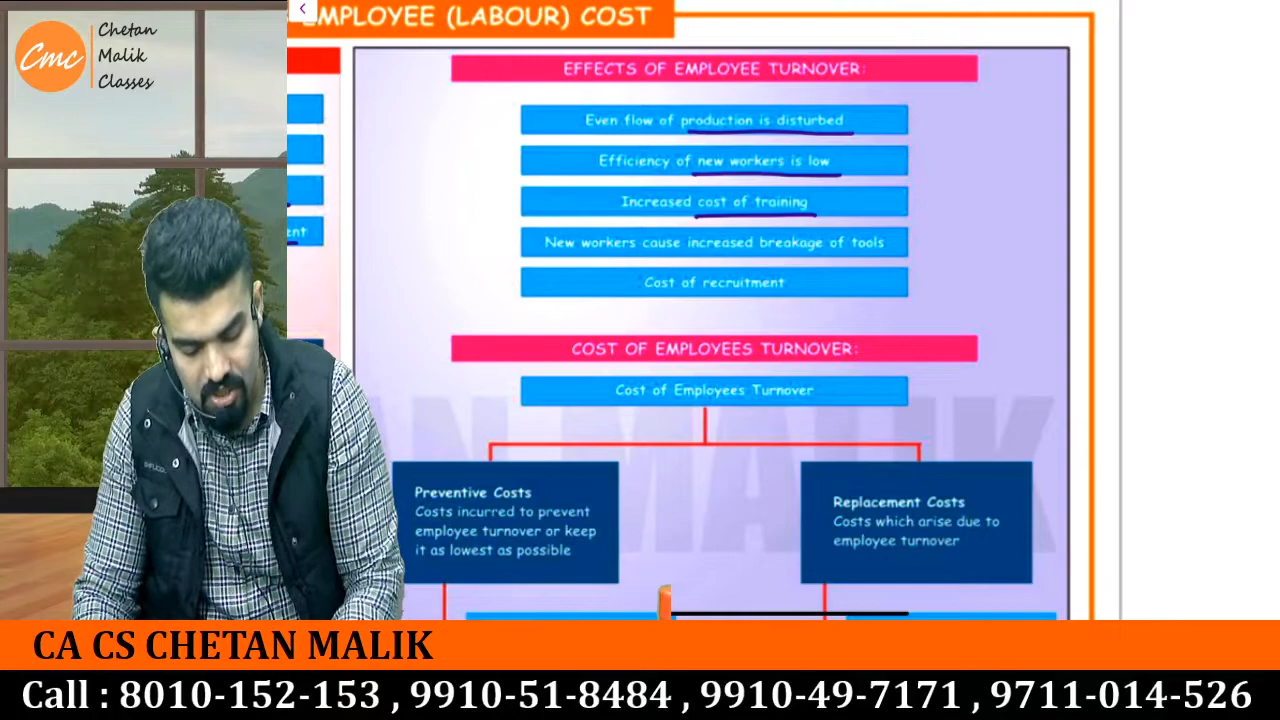 Cmc
Chetan
Malik
Classes
EMPLOYEE (LABOUR) COST
EFFECTS OF EMPLOYEE TURNOVER:
Even flow of production is disturbed
Efficiency of new workers is low
Increased cost of training
ent
New workers cause increased breakage of tools
Cost of recruitment
COST OF EMPLOYEES TURNOVER:
Cost of Employees Turnover
Preventive Costs
Costs incurred to prevent
employee turnover or keep
it as lowest as possible
Replacement Costs
Costs which arise due to
employee turnover
N MALIK
CA CS CHETAN MALIK
Call : 8010-152-153 , 9910-51-8484 , 9910-49-7171 , 9711-014-526